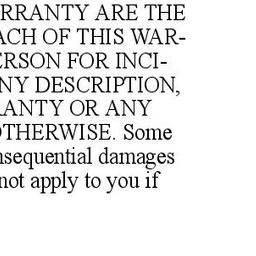 RRANTY ARE THE
ACH OF THIS WAR-
ERSON FOR INCI-
NY DESCRIPTION,
RANTY OR ANY
OTHERWISE. Some
nsequential damages
not apply to you if